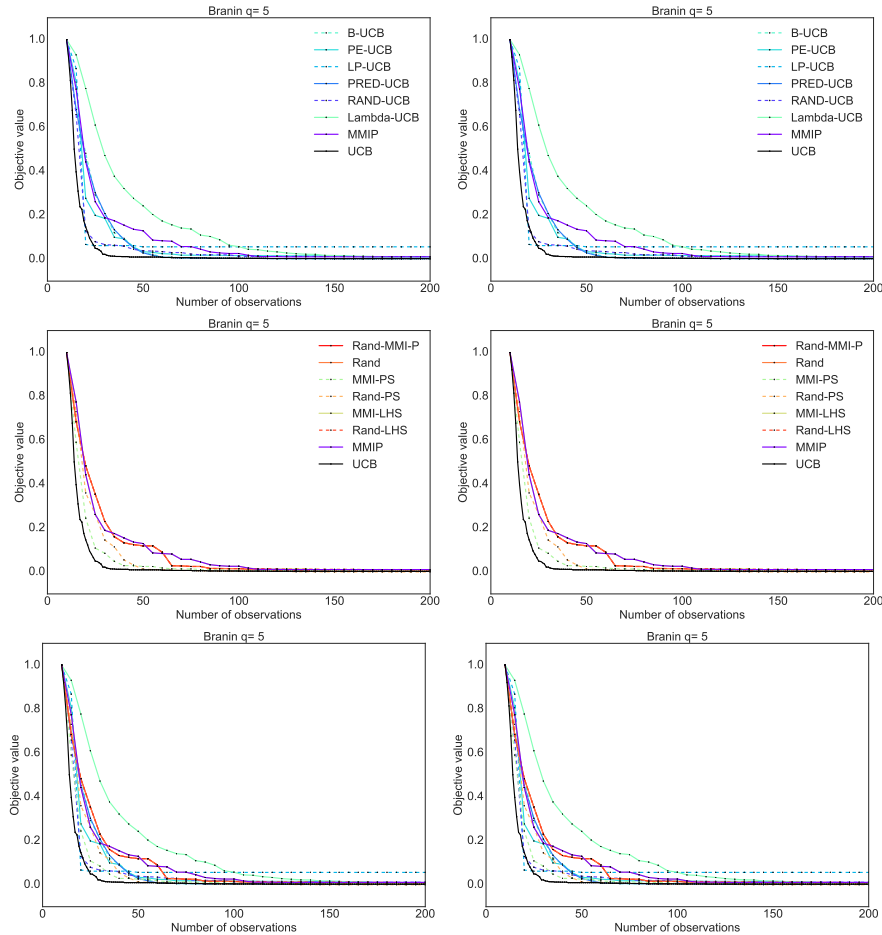 Branin q= 5
Objective value
1.0
0.8
0.6
0.4
0.2
0.0
B-UCB
PE-UCB
LP-UCB
PRED-UCB
RAND-UCB
Lambda-UCB
MMIP
UCB
0
50
100
150
200
Number of observations
Branin q= 5
Objective value
1.0
0.8
0.6
0.4
0.2
0.0
B-UCB
PE-UCB
LP-UCB
PRED-UCB
RAND-UCB
Lambda-UCB
MMIP
UCB
0
50
100
150
200
Number of observations
Branin q= 5
Objective value
1.0
0.8
0.6
0.4
0.2
0.0
Rand-MMI-P
Rand
MMI-PS
Rand-PS
MMI-LHS
Rand-LHS
MMIP
UCB
0
50
100
150
200
Number of observations
Branin q= 5
Objective value
1.0
0.8
0.6
0.4
0.2
0.0
Rand-MMI-P
Rand
MMI-PS
Rand-PS
MMI-LHS
Rand-LHS
MMIP
UCB
0
50
100
150
200
Number of observations
Branin q= 5
Objective value
1.0
0.8
0.6
0.4
0.2
0.0
0
50
100
150
200
Number of observations
Branin q= 5
Objective value
1.0
0.8
0.6
0.4
0.2
0.0
0
50
100
150
200
Number of observations